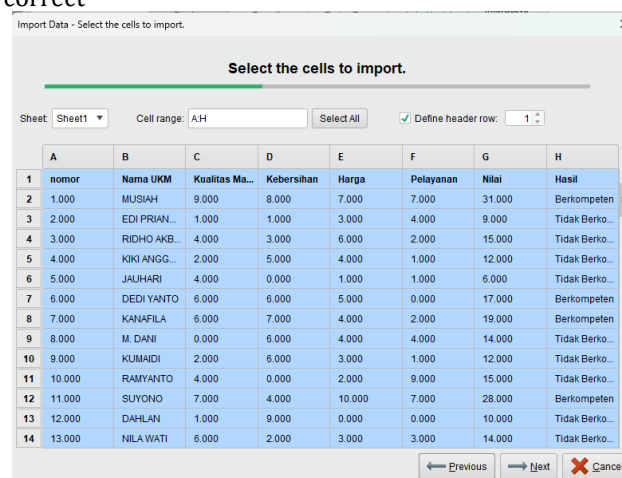 correct
Import Data - Select the cells to import.
Select the cells to import.
Sheet: Sheet1 Cell range: A:H Select All Define header row: 1
A B C D E F G H
1 nomor Nama UKM Kualitas Ma... Kebersihan Harga Pelayanan Nilai Hasil
2 1.000 MUSIAH 9.000 8.000 7.000 7.000 31.000 Berkompeten
3 2.000 EDI PRIAN... 1.000 1.000 3.000 4.000 9.000 Tidak Berko...
4 3.000 RIDHO AKB... 4.000 3.000 6.000 2.000 15.000 Tidak Berko...
5 4.000 KIKI ANGG... 2.000 5.000 4.000 1.000 12.000 Tidak Berko...
6 5.000 JAUHARI 4.000 0.000 1.000 1.000 6.000 Tidak Berko...
7 6.000 DEDI YANTO 6.000 6.000 5.000 0.000 17.000 Berkompeten
8 7.000 KANAFILA 6.000 7.000 4.000 2.000 19.000 Berkompeten
9 8.000 M. DANI 0.000 6.000 4.000 4.000 14.000 Tidak Berko...
10 9.000 KUMAIDI 2.000 6.000 3.000 1.000 12.000 Tidak Berko...
11 10.000 RAMYANTO 4.000 0.000 2.000 9.000 15.000 Tidak Berko...
12 11.000 SUYONO 7.000 4.000 10.000 7.000 28.000 Berkompeten
13 12.000 DAHLAN 1.000 9.000 0.000 0.000 10.000 Tidak Berko...
14 13.000 NILA WATI 6.000 2.000 3.000 3.000 14.000 Tidak Berko...
Previous Next Cance